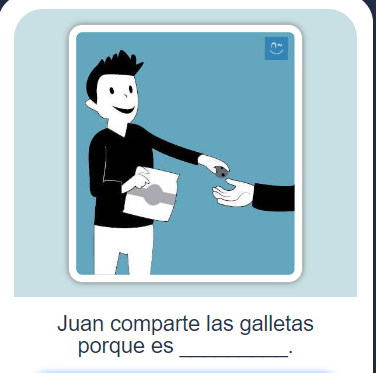 Juan comparte las galletas
porque es _________.